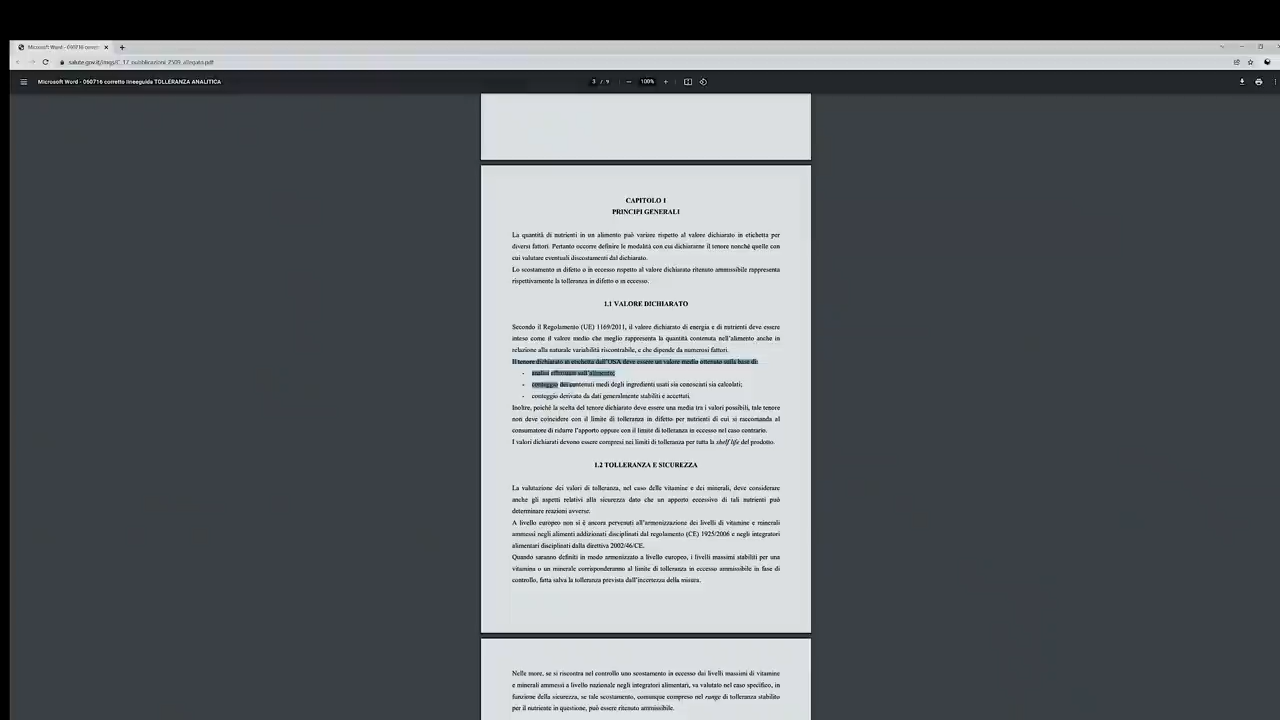 Microsoft Word - 060716 corretto
salute.gov.it/imgs/C_17_pubblicazioni_2509_allegato.pdf
Microsoft Word - 060716 corretto lineeguida TOLLERANZA ANALITICA
3 / 9
100%
CAPITOLO 1
PRINCIPI GENERALI
La quantità di nutrienti in un alimento può variare rispetto al valore dichiarato in etichetta per
diversi fattori. Pertanto occorre definire le modalità con cui dichiararne il tenore nonché quelle con
cui valutare eventuali discostamenti dal dichiarato.
Lo scostamento in difetto o in eccesso rispetto al valore dichiarato ritenuto ammissibile rappresenta
rispettivamente la tolleranza in difetto o in eccesso.
1.1 VALORE DICHIARATO
Secondo il Regolamento (UE) 1169/2011, il valore dichiarato di energia e di nutrienti deve essere
inteso come il valore medio che meglio rappresenta la quantità contenuta nell'alimento anche in
relazione alla naturale variabilità riscontrabile, e che dipende da numerosi fattori.
Il tenore dichiarato in etichetta dall'OSA deve essere un valore medio ottenuto sulla base di:
- analisi effettuate sull'alimento;
- conteggio dei contenuti medi degli ingredienti usati sia conosciuti sia calcolati;
- conteggio derivato da dati generalmente stabiliti e accettati.
Inoltre, poiché la scelta del tenore dichiarato deve essere una media tra i valori possibili, tale tenore
non deve coincidere con il limite di tolleranza in difetto per nutrienti di cui si raccomanda al
consumatore di ridurre l'apporto oppure con il limite di tolleranza in eccesso nel caso contrario.
I valori dichiarati devono essere compresi nei limiti di tolleranza per tutta la shelf life del prodotto.
1.2 TOLLERANZA E SICUREZZA
La valutazione dei valori di tolleranza, nel caso delle vitamine e dei minerali, deve considerare
anche gli aspetti relativi alla sicurezza dato che un apporto eccessivo di tali nutrienti può
determinare reazioni avverse.
A livello europeo non si è ancora pervenuti all'armonizzazione dei livelli di vitamine e minerali
ammessi negli alimenti addizionati disciplinati dal regolamento (CE) 1925/2006 e negli integratori
alimentari disciplinati dalla direttiva 2002/46/CE.
Quando saranno definiti in modo armonizzato a livello europeo, i livelli massimi stabiliti per una
vitamina o un minerale corrisponderanno al limite di tolleranza in eccesso ammissibile in fase di
controllo, fatta salva la tolleranza prevista dall'incertezza della misura.
Nelle more, se si riscontra nel controllo uno scostamento in eccesso dai livelli massimi di vitamine
e minerali ammessi a livello nazionale negli integratori alimentari, va valutato nel caso specifico, in
funzione della sicurezza, se tale scostamento, comunque compreso nel range di tolleranza stabilito
per il nutriente in questione, può essere ritenuto ammissibile.